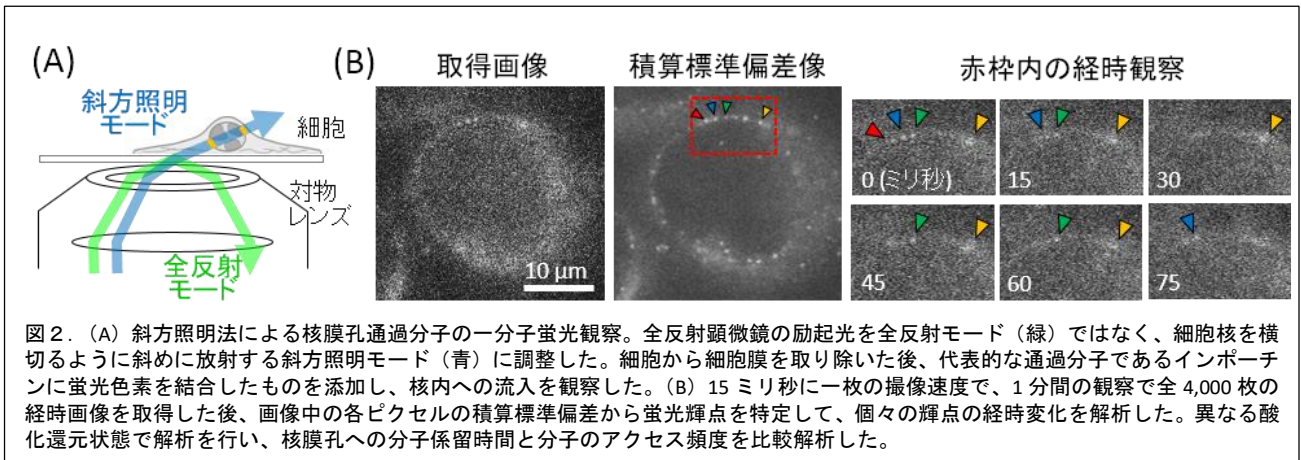 (A)
斜方照明
モード
細胞
対物
レンズ
全反射
モード
(B)
取得画像
積算標準偏差像
赤枠内の経時観察
10 µm
0 (ミリ秒)
15
30
45
60
75
図２．（A）斜方照明法による核膜孔通過分子の一分子蛍光観察。全反射顕微鏡の励起光を全反射モード（緑）ではなく、細胞核を横
切るように斜めに放射する斜方照明モード（青）に調整した。細胞から細胞膜を取り除いた後、代表的な通過分子であるインポーチ
ンに蛍光色素を結合したものを添加し、核内への流入を観察した。（B）15 ミリ秒に一枚の撮像速度で、1 分間の観察で全 4,000 枚の
経時画像を取得した後、画像中の各ピクセルの積算標準偏差から蛍光輝点を特定して、個々の輝点の経時変化を解析した。異なる酸
化還元状態で解析を行い、核膜孔への分子係留時間と分子のアクセス頻度を比較解析した。